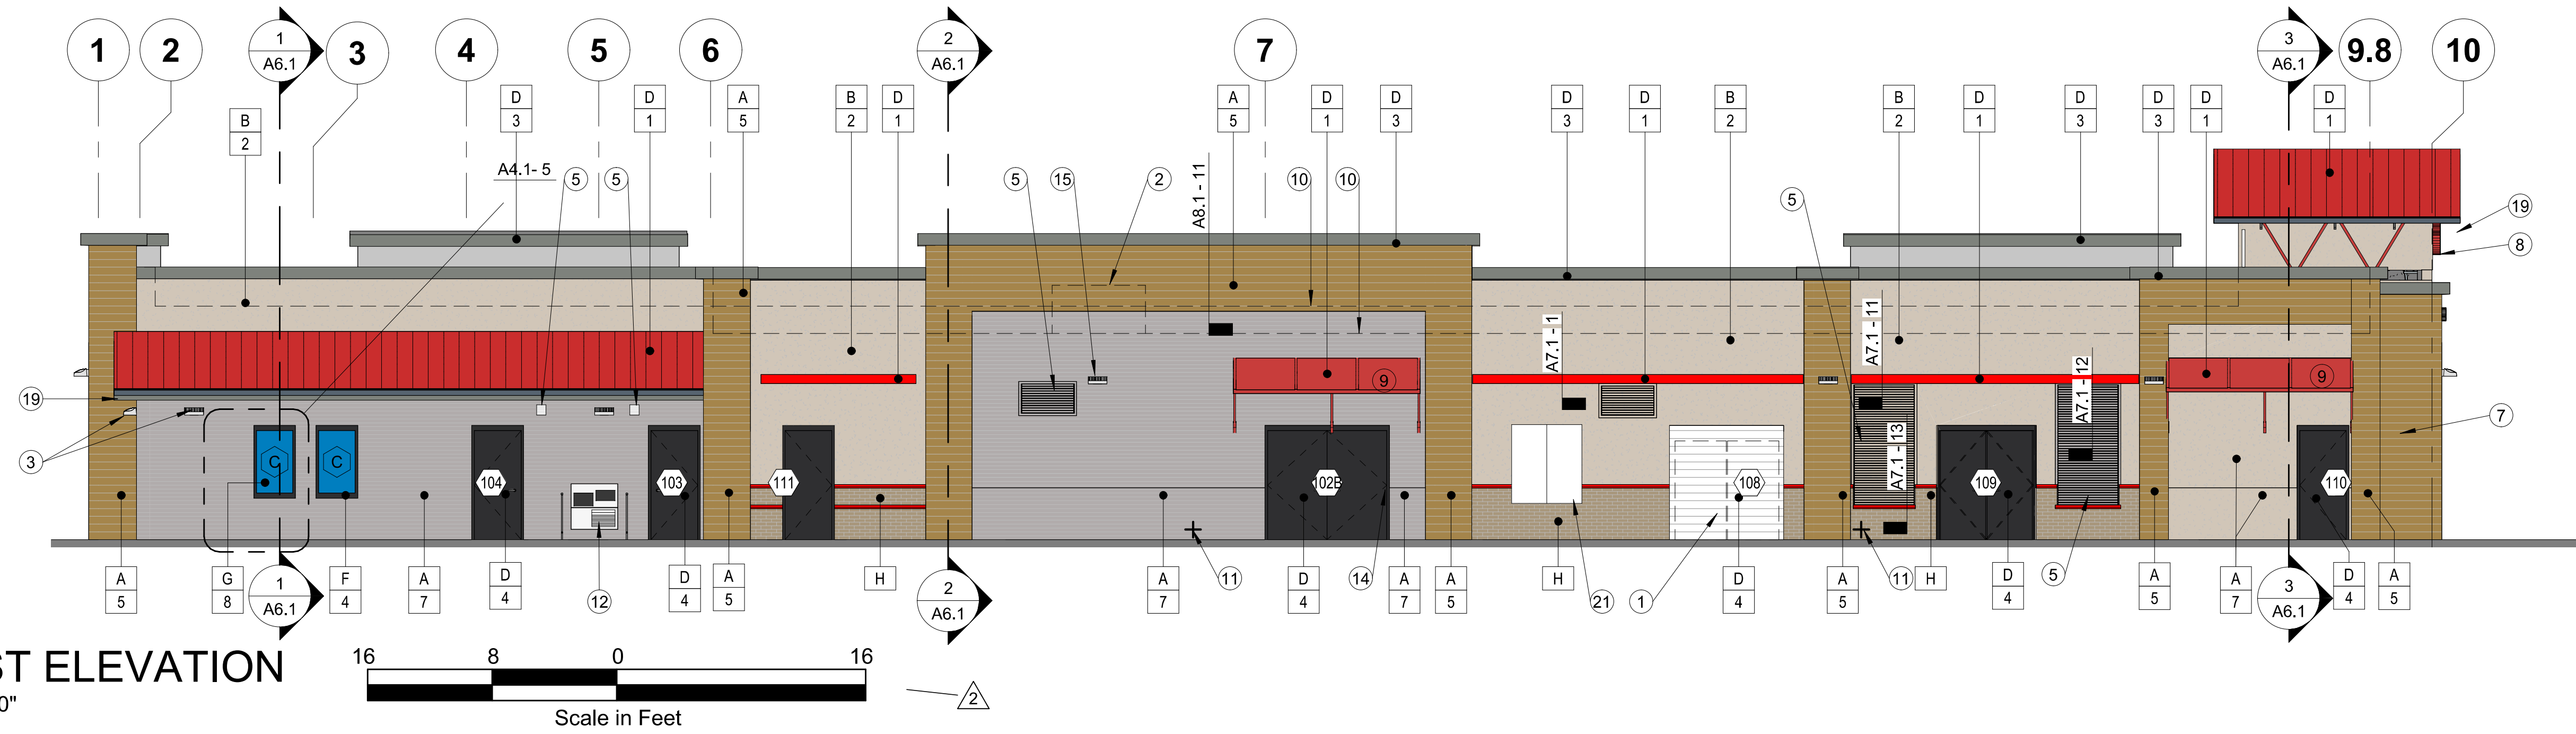 1 2 1 3 4 5 6 2 7 3 9.8 10
A6.1 A6.1 A6.1
D D A B D A D D D D B B D D D D D
B 3 1 5 2 1 5 1 3 3 1 2 2 1 3 3 1 1
2
A4.1- 5 5 5 5 15 2 A8.1 - 11 10 10 5 19
8
A7.1 - 1 A7.1 - 11 A7.1 - 12
9 9
19
3 C C 104 103 111 102B 108 A7.1 - 13 109 110 7
A G 1 F A D 12 D A H 2 A 11 D 14 A A H 21 1 D A 11 H D 5 A A 3 D A
5 8 A6.1 4 7 4 4 5 A6.1 7 4 7 5 4 5 4 5 7 A6.1 4 5
ST ELEVATION
0"
16 8 0 16
Scale in Feet
2